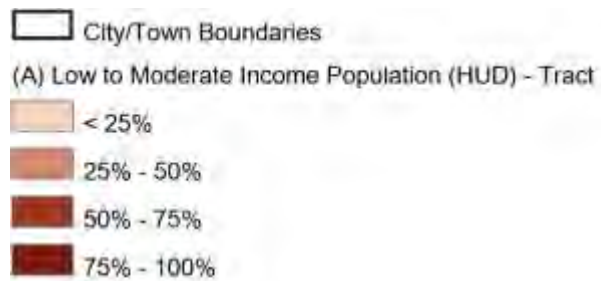 City/Town Boundaries
(A) Low to Moderate Income Population (HUD) - Tract
< 25%
25% - 50%
50% - 75%
75% - 100%